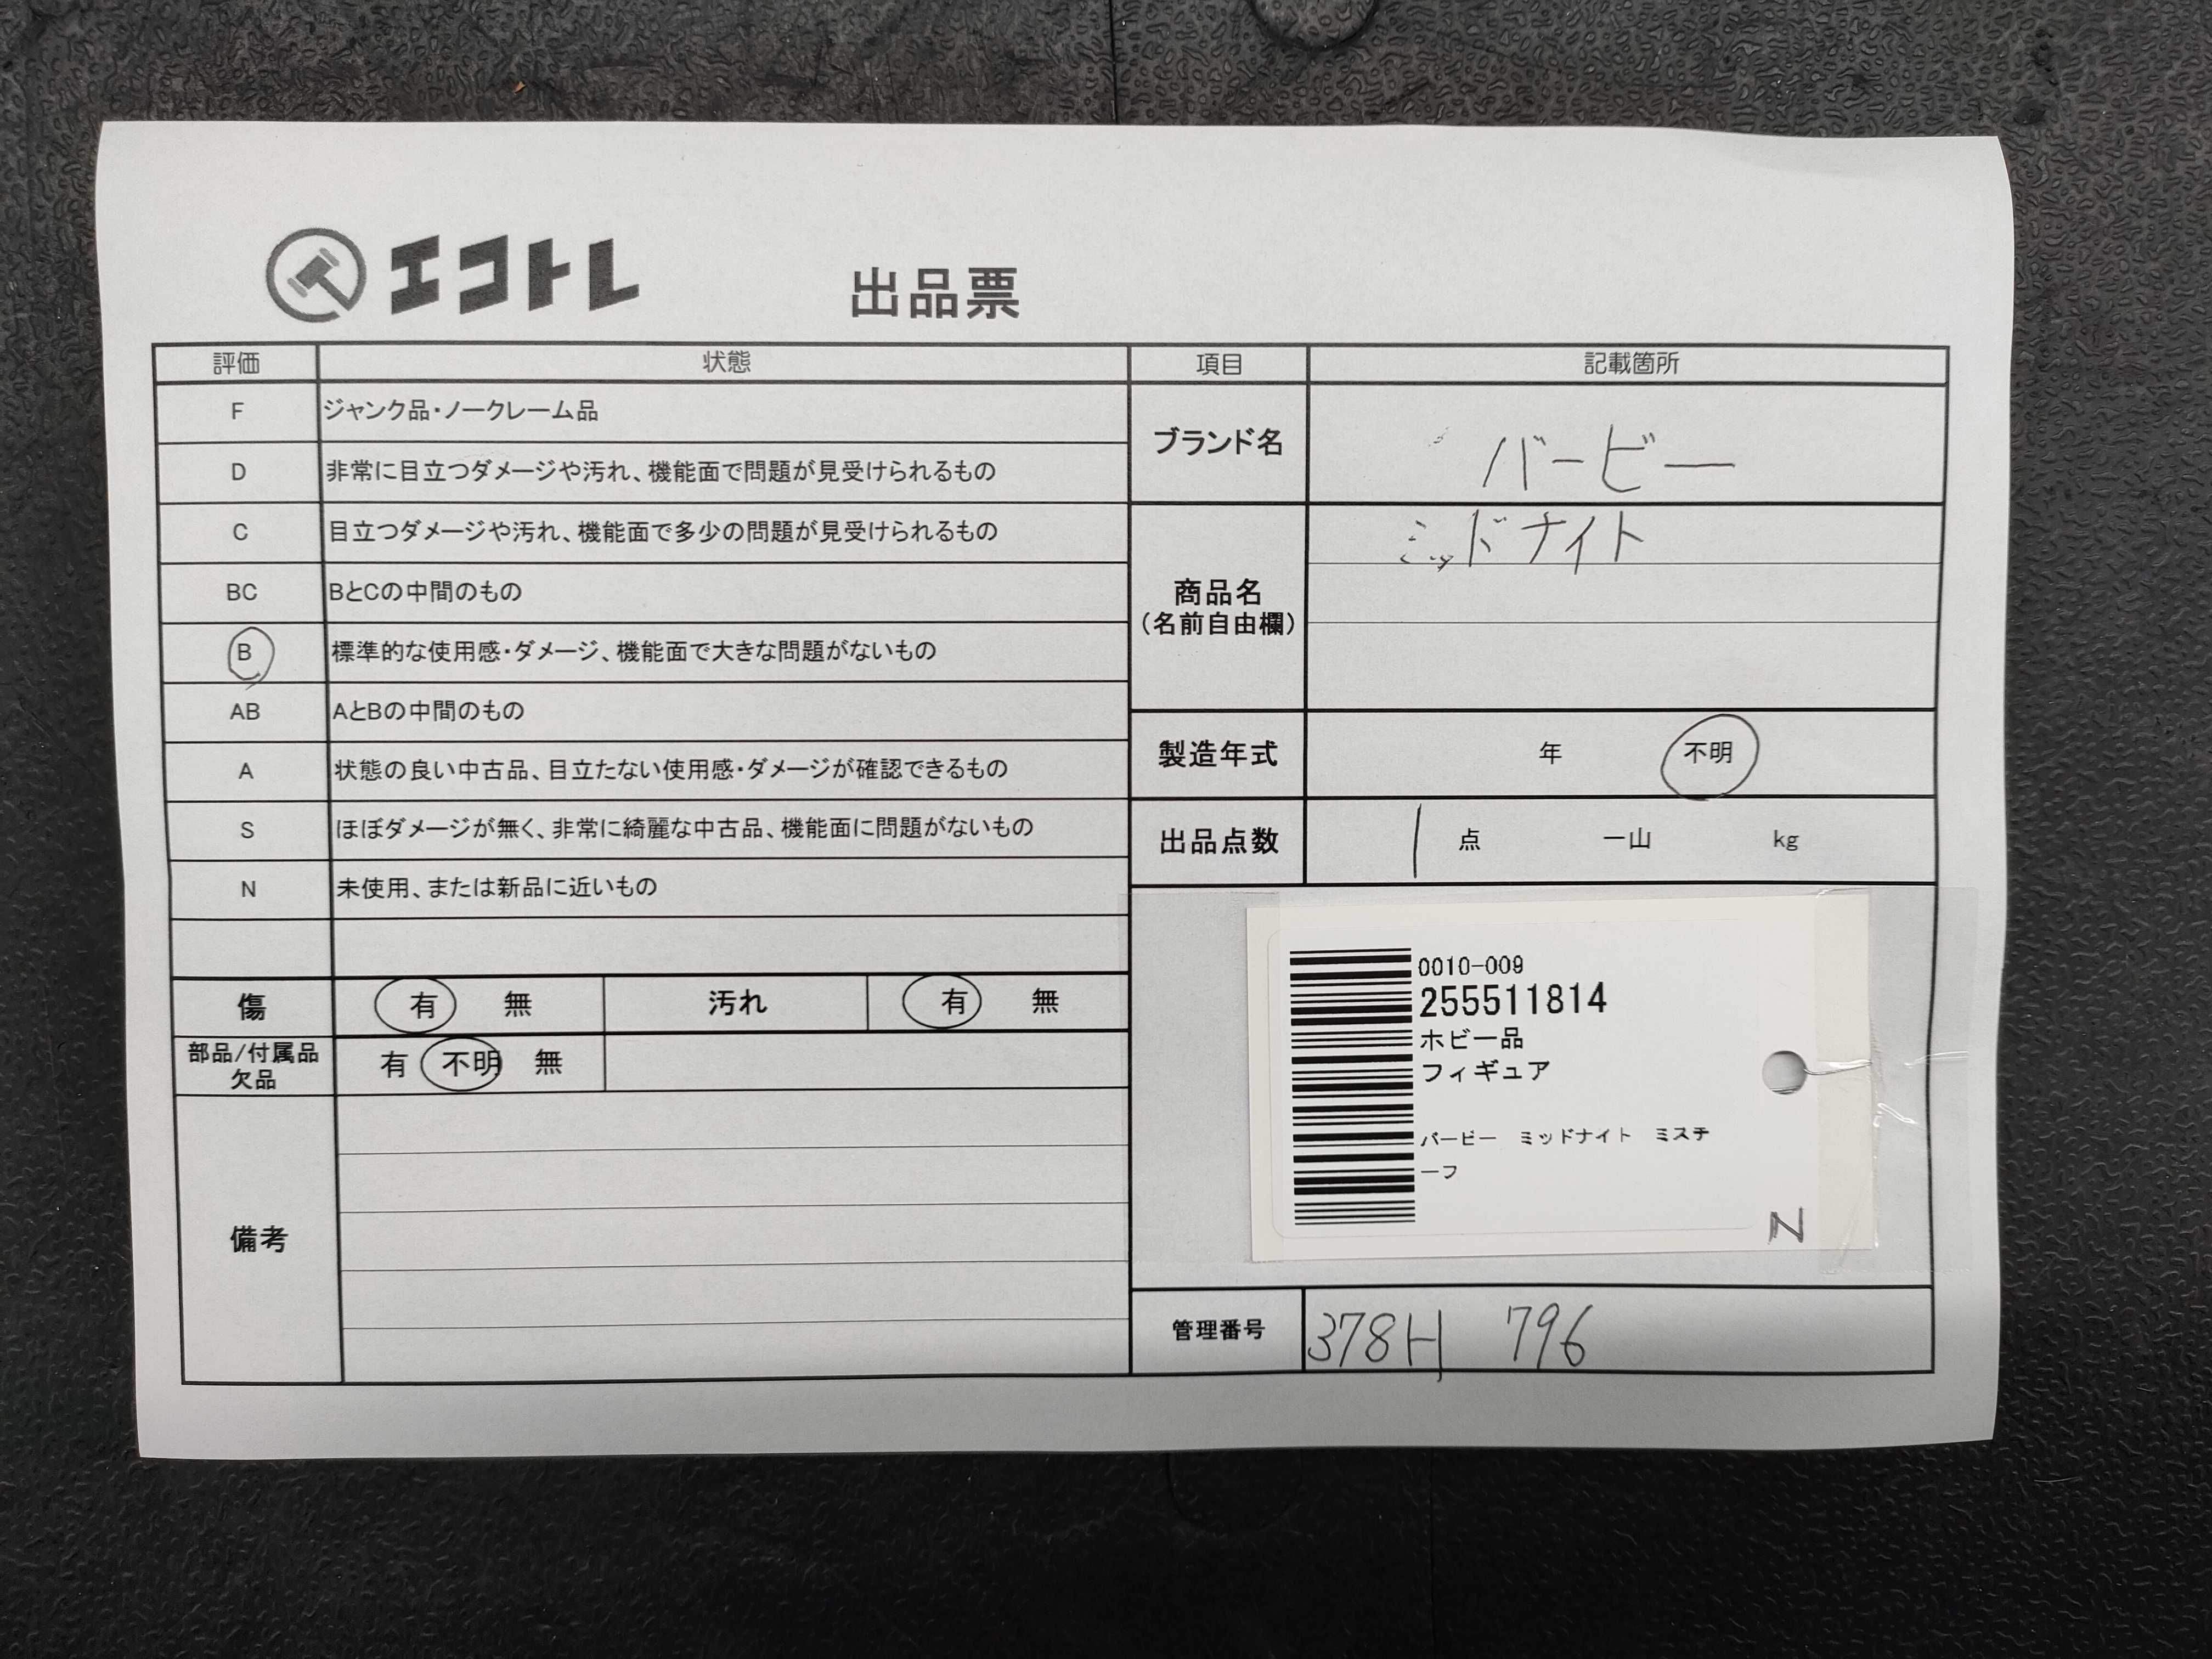 エコトレ
出品票
評価 状態
F ジャンク品・ノークレーム品
D 非常に目立つダメージや汚れ、機能面で問題が見受けられるもの
C 目立つダメージや汚れ、機能面で多少の問題が見受けられるもの
BC BとCの中間のもの
B 標準的な使用感・ダメージ、機能面で大きな問題がないもの
AB AとBの中間のもの
A 状態の良い中古品、目立たない使用感・ダメージが確認できるもの
S ほぼダメージが無く、非常に綺麗な中古品、機能面に問題がないもの
N 未使用、または新品に近いもの
傷 有 無 汚れ 有 無
部品/付属品
欠品
有 不明 無
備考
項目 記載箇所
ブランド名 バービー
商品名
(名前自由欄)
ミッドナイト
製造年式 年 不明
出品点数 1 点 一山 kg
0010-009
255511814
ホビー品
フィギュア
バービー ミッドナイト ミスチ
ーフ
N
管理番号 378H 796